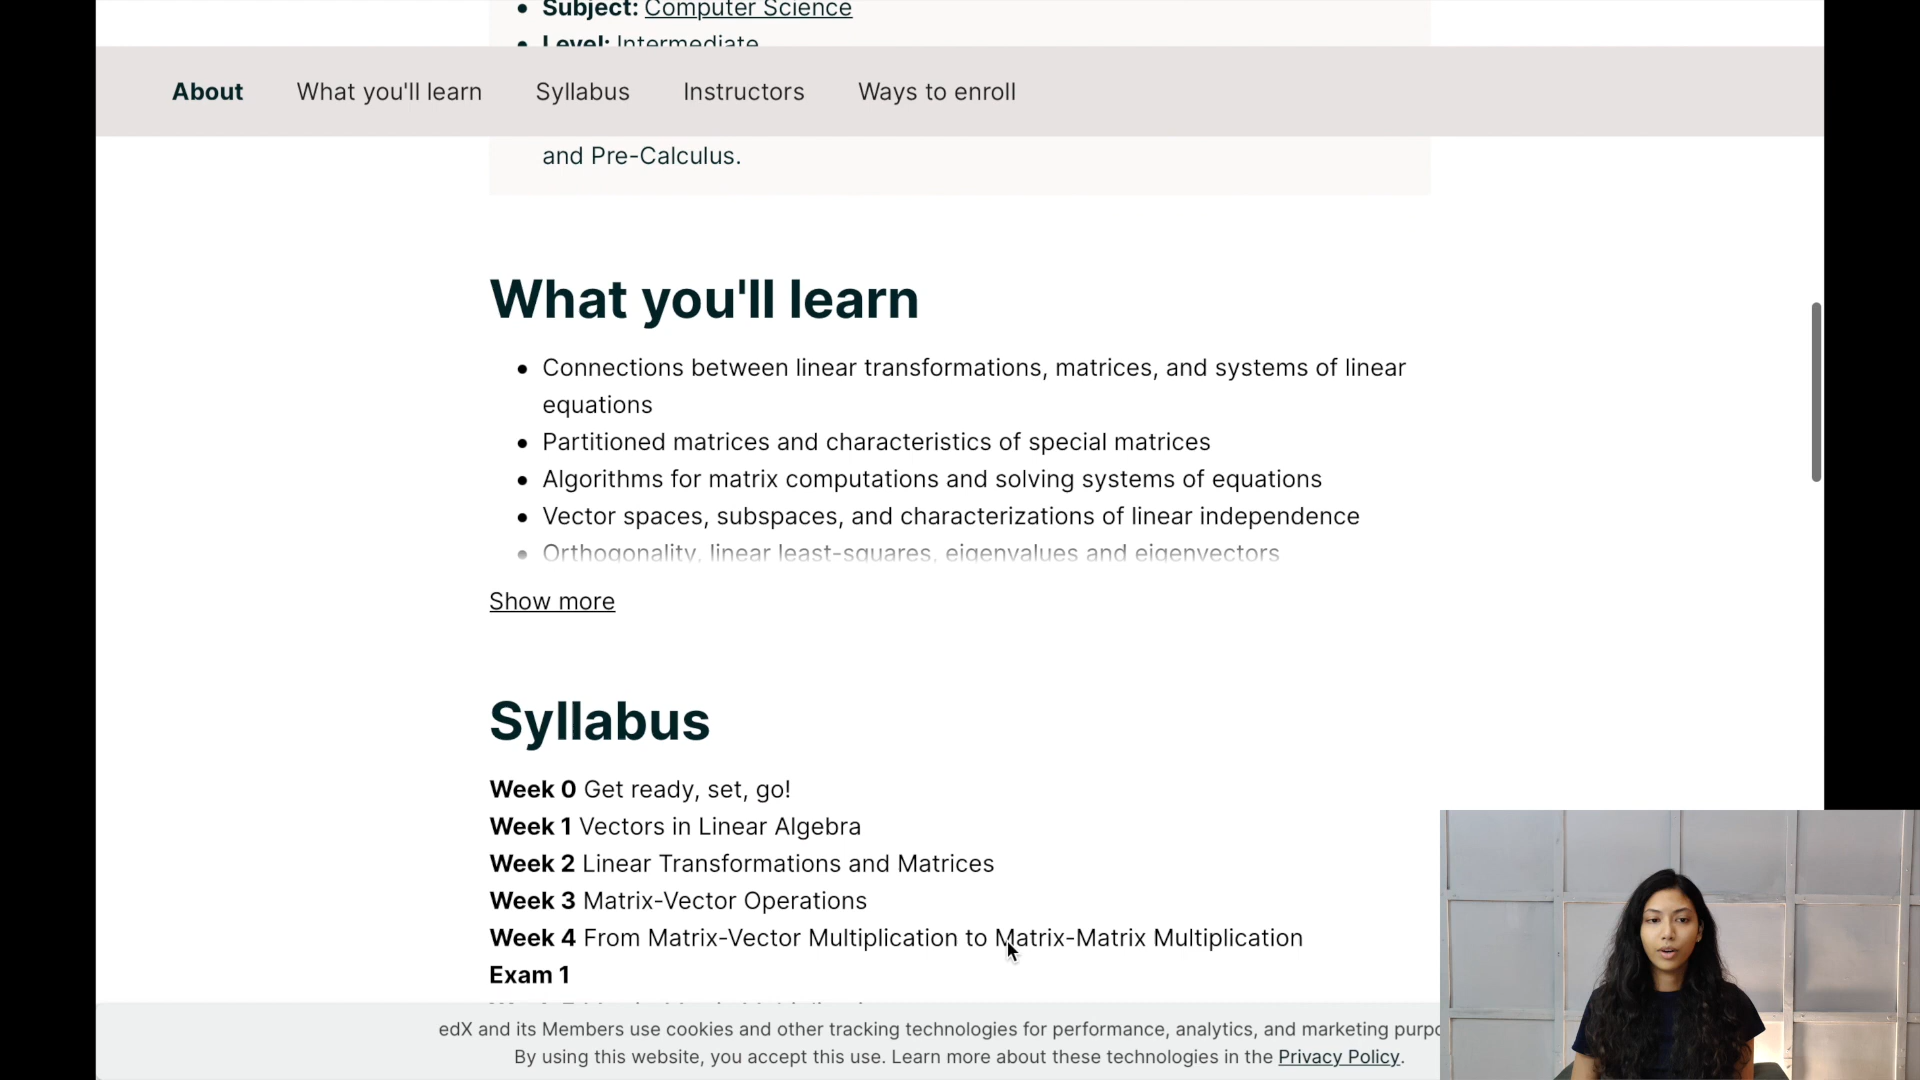 Subject: Computer Science
Level: Intermediate
About What you'll learn Syllabus Instructors Ways to enroll
and Pre-Calculus.
What you'll learn
Connections between linear transformations, matrices, and systems of linear
equations
Partitioned matrices and characteristics of special matrices
Algorithms for matrix computations and solving systems of equations
Vector spaces, subspaces, and characterizations of linear independence
Orthogonality, linear least-squares, eigenvalues and eigenvectors
Show more
Syllabus
Week 0 Get ready, set, go!
Week 1 Vectors in Linear Algebra
Week 2 Linear Transformations and Matrices
Week 3 Matrix-Vector Operations
Week 4 From Matrix-Vector Multiplication to Matrix-Matrix Multiplication
Exam 1
edX and its Members use cookies and other tracking technologies for performance, analytics, and marketing purpo
By using this website, you accept this use. Learn more about these technologies in the Privacy Policy.